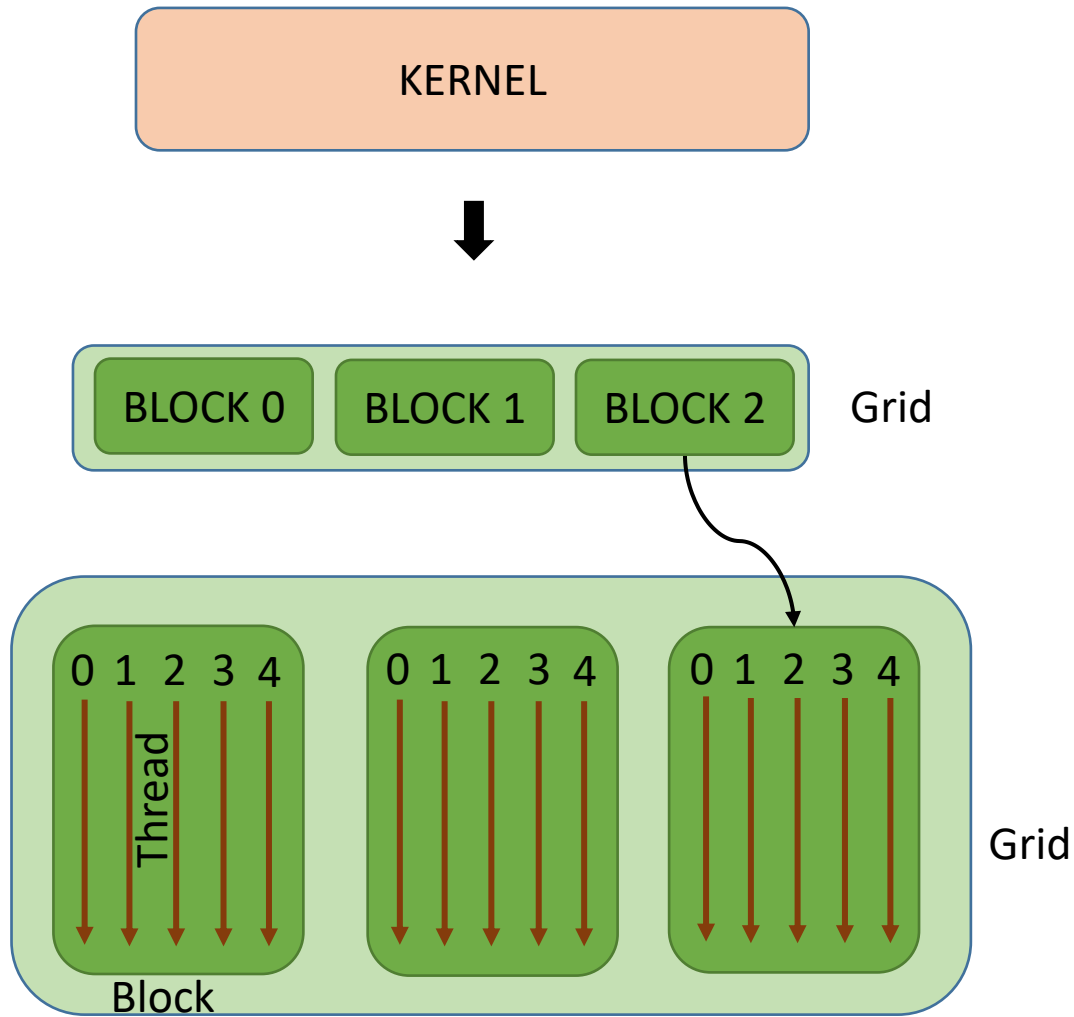 KERNEL
BLOCK 0
BLOCK 1
BLOCK 2
Grid
0 1 2 3 4
0 1 2 3 4
0 1 2 3 4
Thread
Grid
Block